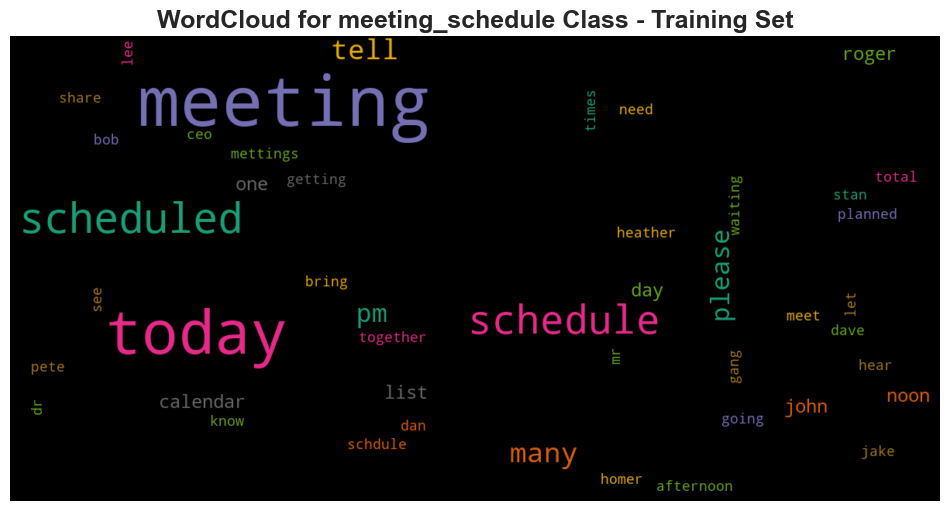 WordCloud for meeting_schedule Class - Training Set
lee
tell
roger
meeting
share
times
need
bob
ceo
mettings
one
getting
total
stan
planned
waiting
scheduled
heather
please
bring
day
see
pm
schedule
let
meet
today
together
dave
mr
gang
hear
pete
calendar
list
john
noon
dr
know
dan
going
schdule
many
jake
homer
afternoon